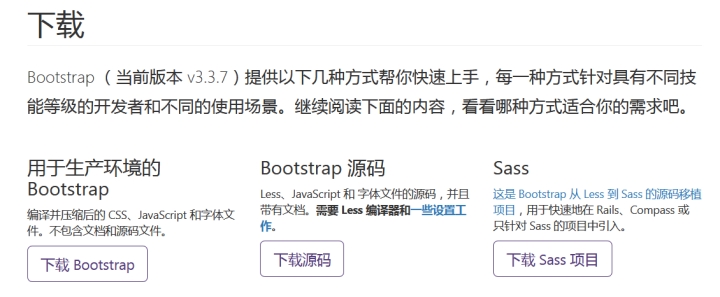 下载
Bootstrap （当前版本 v3.3.7）提供以下几种方式帮你快速上手，每一种方式针对具有不同技
能等级的开发者和不同的使用场景。继续阅读下面的内容，看看哪种方式适合你的需求吧。
用于生产环境的
Bootstrap
编译并压缩后的 CSS、JavaScript 和字体文
件。不包含文档和源码文件。
下载 Bootstrap
Bootstrap 源码
Less、JavaScript 和 字体文件的源码，并且
带有文档。需要 Less 编译器和一些设置工
作。
下载源码
Sass
这是 Bootstrap 从 Less 到 Sass 的源码移植
项目，用于快速地在 Rails、Compass 或
只针对 Sass 的项目中引入。
下载 Sass 项目